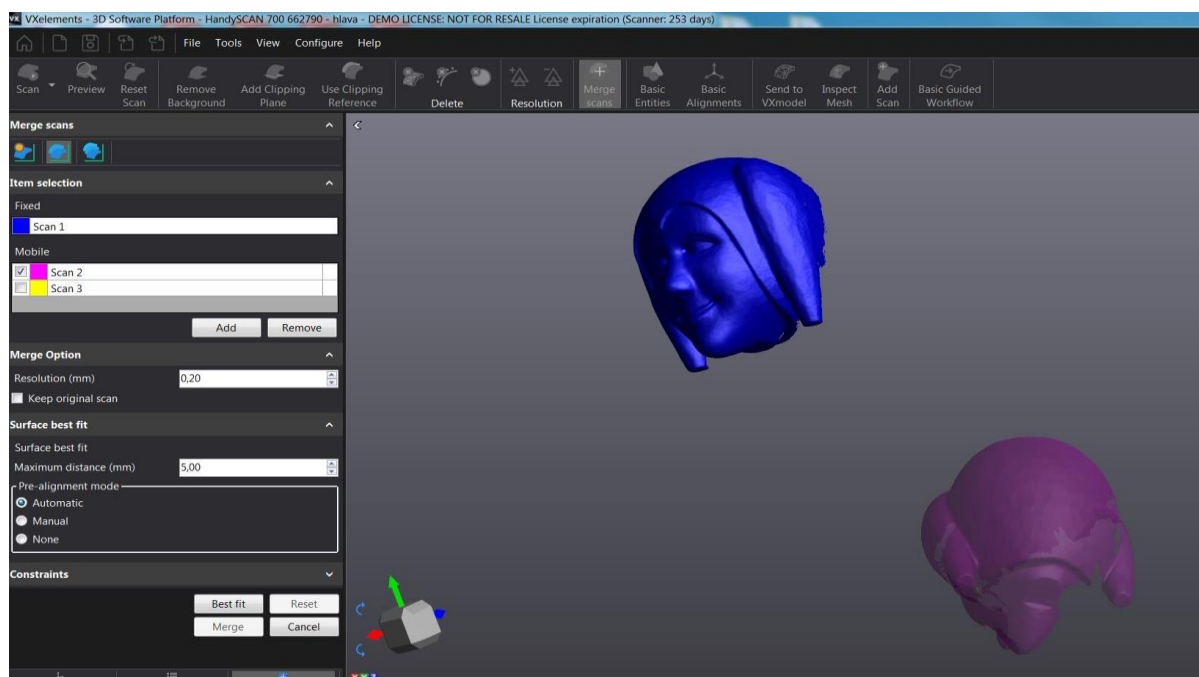 VX VXelements - 3D Software Platform - HandySCAN 700 662790 - hlava - DEMO LICENSE: NOT FOR RESALE License expiration (Scanner: 253 days)
File Tools View Configure Help
Scan Preview Reset Scan Remove Background Add Clipping Plane Use Clipping Reference Delete Resolution Merge scans Basic Entities Basic Alignments Send to VXmodel Inspect Mesh Add Scan Basic Guided Workflow
Merge scans
Item selection
Fixed
Scan 1
Mobile
Scan 2
Scan 3
Add Remove
Merge Option
Resolution (mm) 0,20
Keep original scan
Surface best fit
Surface best fit
Maximum distance (mm) 5,00
Pre-alignment mode
Automatic
Manual
None
Constraints
Best fit Reset
Merge Cancel